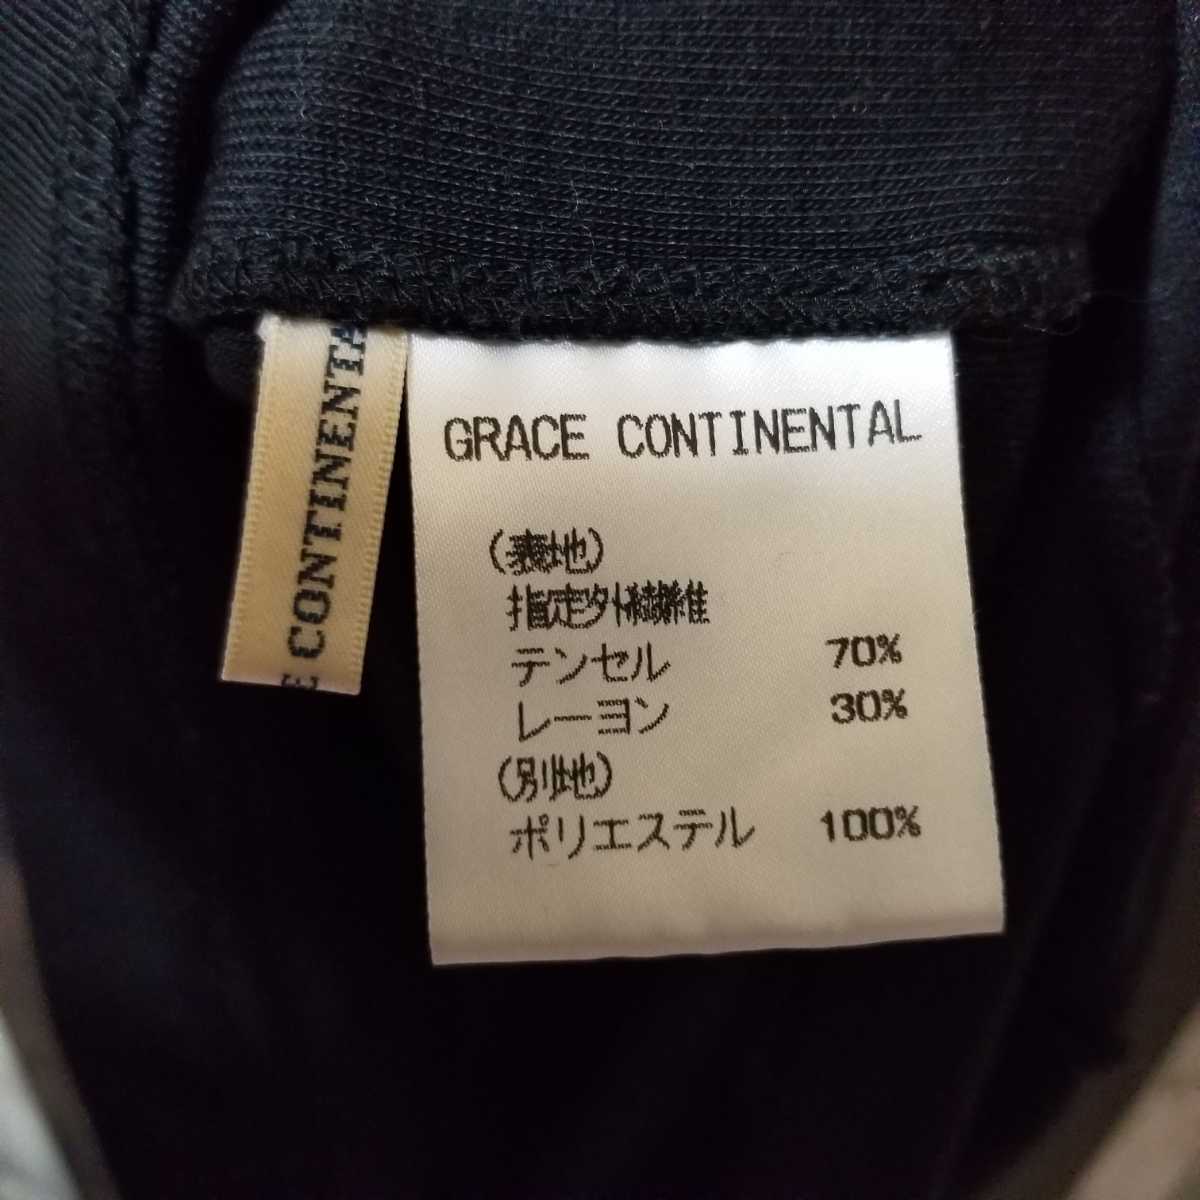 E CONTINENTA
GRACE CONTINENTAL
(表地)
指定外繊維
テンセル 70%
レーヨン 30%
(別地)
ポリエステル 100%